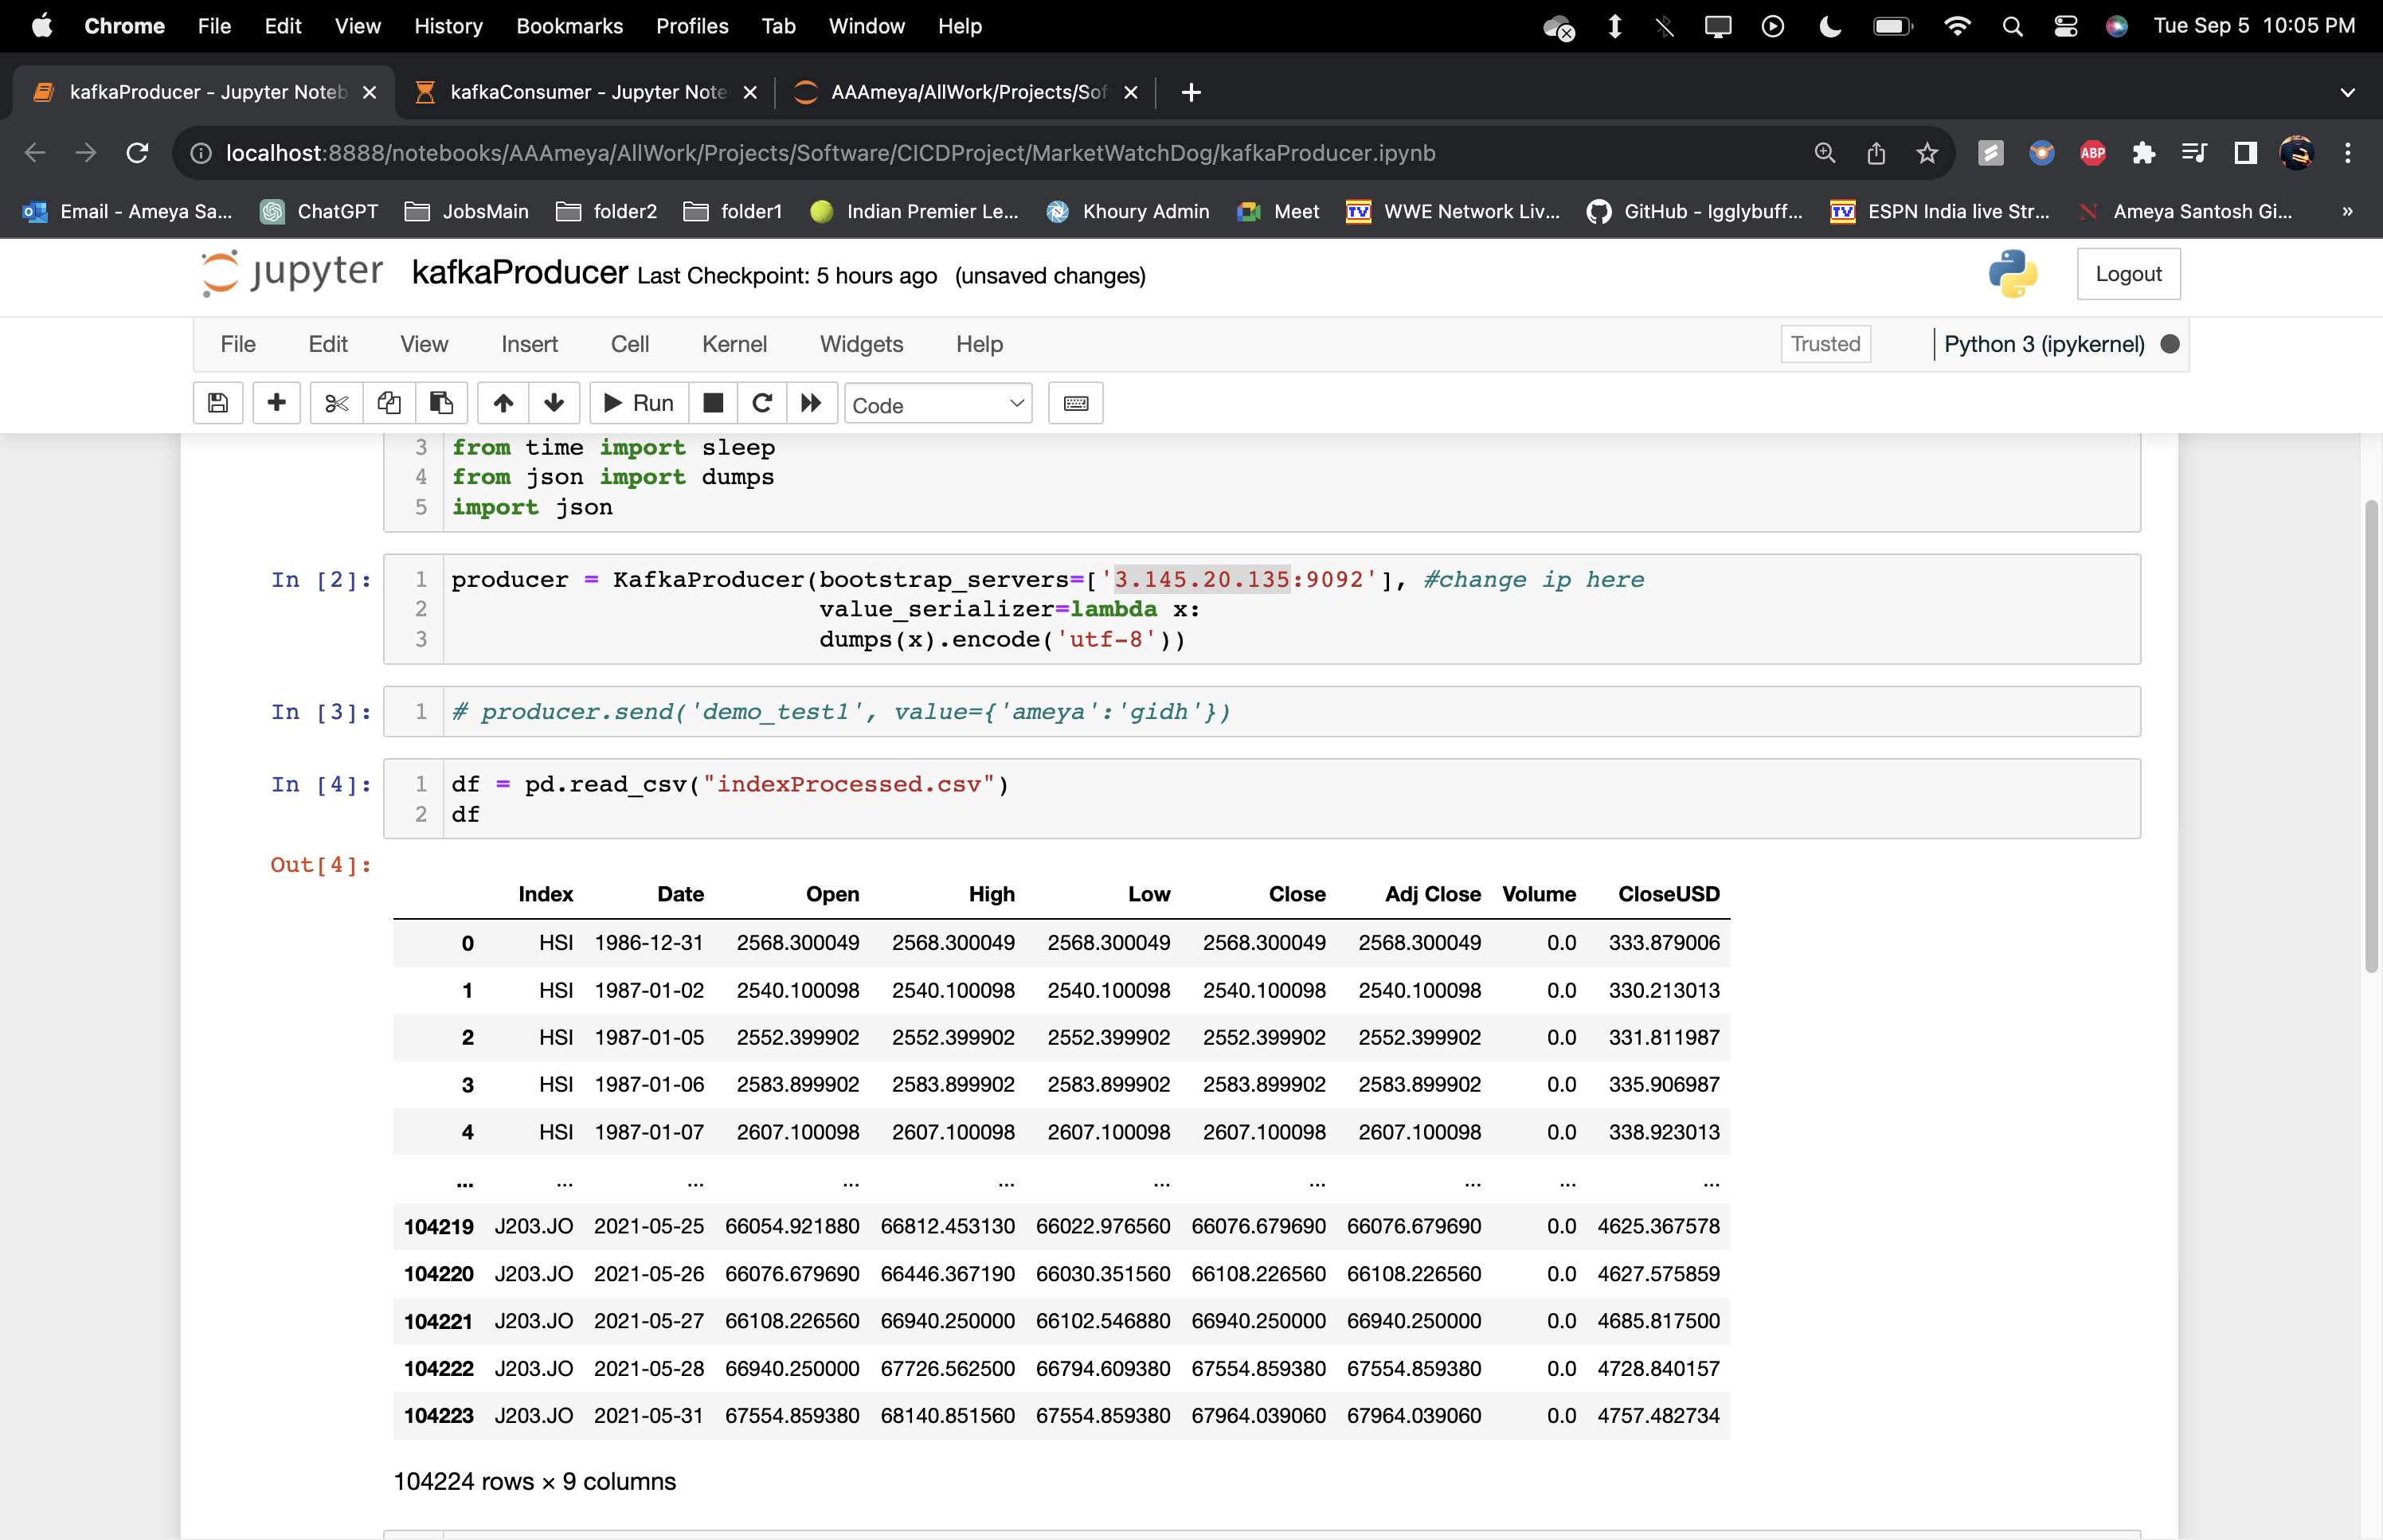 Chrome File Edit View History Bookmarks Profiles Tab Window Help Tue Sep 5 10:05 PM
kafkaProducer - Jupyter Noteb kafkaConsumer - Jupyter Note AAAmeya/AllWork/Projects/Sof
localhost:8888/notebooks/AAAmeya/AllWork/Projects/Software/CICDProject/MarketWatchDog/kafkaProducer.ipynb ABP
Email - Ameya Sa... ChatGPT JobsMain folder2 folder1 Indian Premier Le... Khoury Admin Meet TV WWE Network Liv... GitHub - Igglybuff... TV ESPN India live Str... N Ameya Santosh Gi... »
jupyter kafkaProducer Last Checkpoint: 5 hours ago (unsaved changes) Logout
File Edit View Insert Cell Kernel Widgets Help Trusted Python 3 (ipykernel)
Run Code
3 from time import sleep
4 from json import dumps
5 import json
In [2]: 1 producer = KafkaProducer(bootstrap_servers=['3.145.20.135:9092'], #change ip here
2 value_serializer=lambda x:
3 dumps(x).encode('utf-8'))
In [3]: 1 # producer.send('demo_test1', value={'ameya':'gidh'})
In [4]: 1 df = pd.read_csv("indexProcessed.csv")
2 df
Out[4]:
Index Date Open High Low Close Adj Close Volume CloseUSD
0 HSI 1986-12-31 2568.300049 2568.300049 2568.300049 2568.300049 2568.300049 0.0 333.879006
1 HSI 1987-01-02 2540.100098 2540.100098 2540.100098 2540.100098 2540.100098 0.0 330.213013
2 HSI 1987-01-05 2552.399902 2552.399902 2552.399902 2552.399902 2552.399902 0.0 331.811987
3 HSI 1987-01-06 2583.899902 2583.899902 2583.899902 2583.899902 2583.899902 0.0 335.906987
4 HSI 1987-01-07 2607.100098 2607.100098 2607.100098 2607.100098 2607.100098 0.0 338.923013
... ... ... ... ... ... ... ... ... ...
104219 J203.JO 2021-05-25 66054.921880 66812.453130 66022.976560 66076.679690 66076.679690 0.0 4625.367578
104220 J203.JO 2021-05-26 66076.679690 66446.367190 66030.351560 66108.226560 66108.226560 0.0 4627.575859
104221 J203.JO 2021-05-27 66108.226560 66940.250000 66102.546880 66940.250000 66940.250000 0.0 4685.817500
104222 J203.JO 2021-05-28 66940.250000 67726.562500 66794.609380 67554.859380 67554.859380 0.0 4728.840157
104223 J203.JO 2021-05-31 67554.859380 68140.851560 67554.859380 67964.039060 67964.039060 0.0 4757.482734
104224 rows × 9 columns